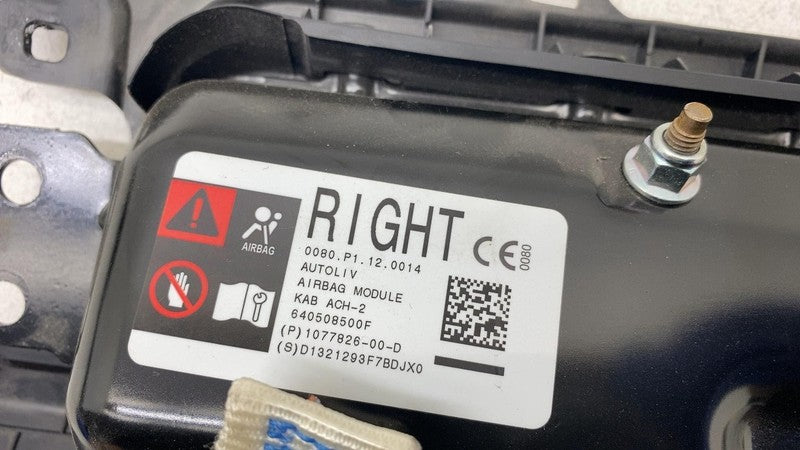 RIGHT
CE 0080
AIRBAG
0080.P1.12.0014
AUTOLIV
AIRBAG MODULE
KAB ACH-2
640508500F
(P)1077826-00-D
(S)D1321293F7BDJX0